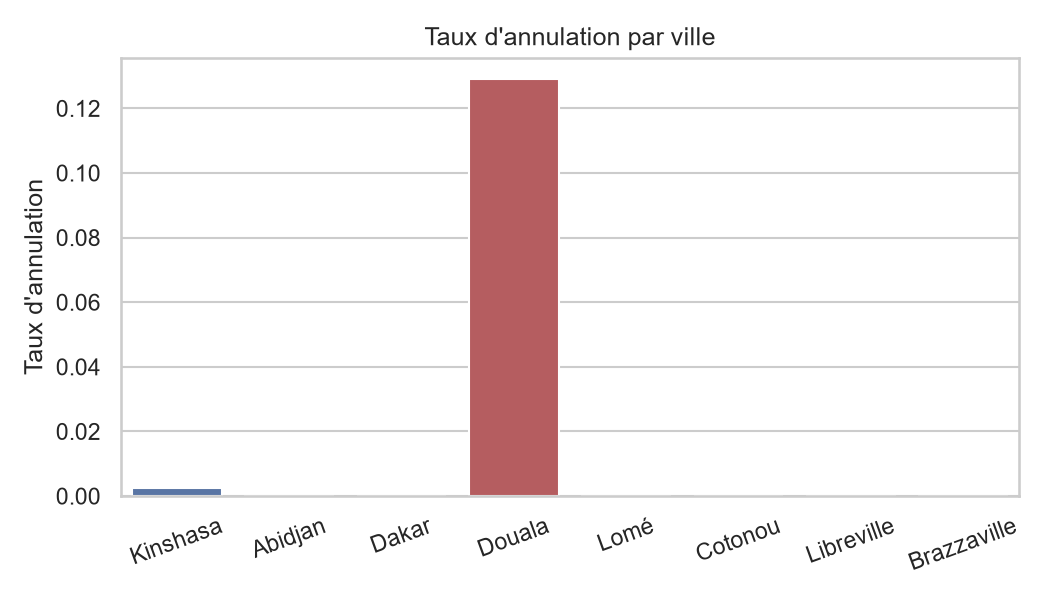 Taux d'annulation par ville
Taux d'annulation
0.12
0.10
0.08
0.06
0.04
0.02
0.00
Kinshasa
Abidjan
Dakar
Douala
Lomé
Cotonou
Libreville
Brazzaville